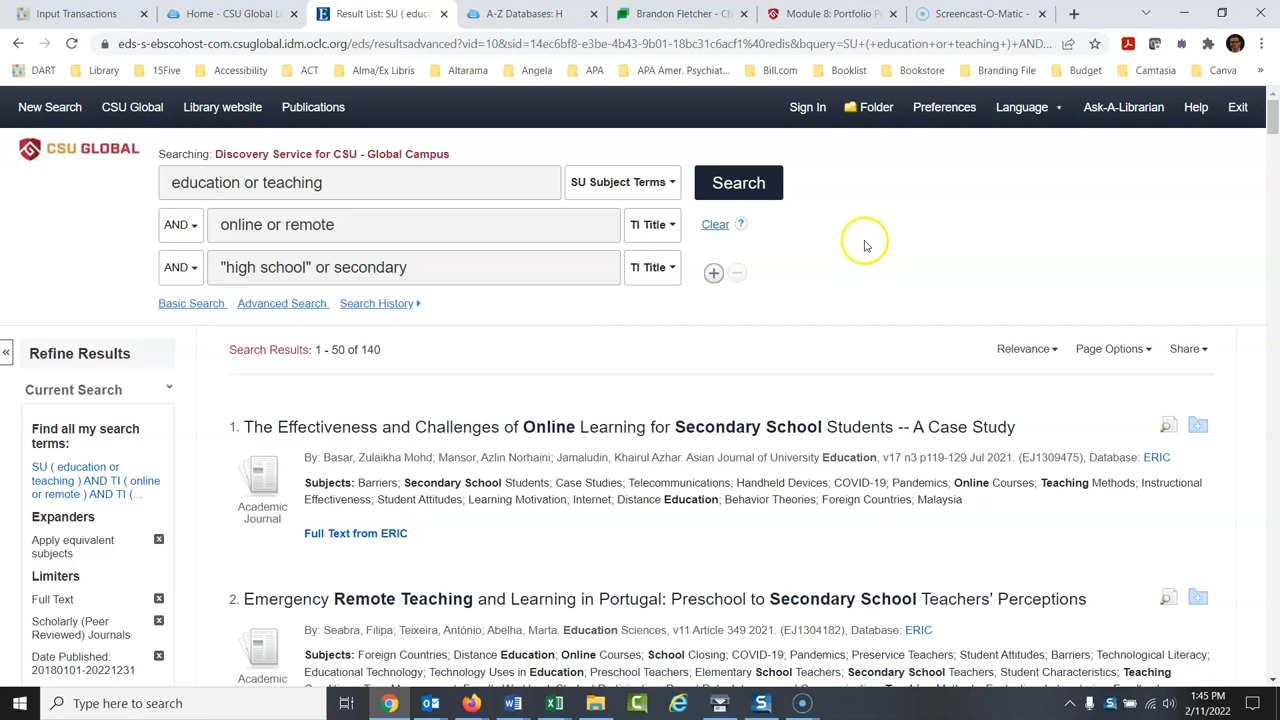 Input Transactions
Home - CSU Global Li
Result List: SU ( educa
A-Z Databases: H
Brandon Fletcher - Ch
Module 8: Portfolio P
Screencast-O-Matic -
eds-s-ebscohost-com.csuglobal.idm.oclc.org/eds/resultsadvanced?vid=10&sid=1ec6bf8-e3be-4b43-9b01-18bc31c6acf1%40redis&bquery=SU+(+education+or+teaching+)+AND...
DART Library 15Five Accessibility ACT Alma/Ex Libris Altarama Angela APA APA Amer. Psychiat... Bill.com Booklist Bookstore Branding File Budget Camtasia Canva »
New Search CSU Global Library website Publications Sign In Folder Preferences Language Ask-A-Librarian Help Exit
CSU GLOBAL
Searching: Discovery Service for CSU - Global Campus
education or teaching SU Subject Terms Search
AND online or remote TI Title Clear ?
AND "high school" or secondary TI Title
Basic Search Advanced Search Search History
Refine Results
Current Search
Find all my search
terms:
SU ( education or
teaching ) AND TI ( online
or remote ) AND TI (...
Expanders
Apply equivalent
subjects
Limiters
Full Text
Scholarly (Peer
Reviewed) Journals
Date Published:
20180101-20221231
Search Results: 1 - 50 of 140 Relevance Page Options Share
1. The Effectiveness and Challenges of Online Learning for Secondary School Students -- A Case Study
By: Basar, Zulaikha Mohd; Mansor, Azlin Norhaini; Jamaludin, Khairul Azhar. Asian Journal of University Education, v17 n3 p119-129 Jul 2021. (EJ1309475), Database: ERIC
Academic
Journal
Subjects: Barriers; Secondary School Students; Case Studies; Telecommunications; Handheld Devices; COVID-19; Pandemics; Online Courses; Teaching Methods; Instructional
Effectiveness; Student Attitudes; Learning Motivation; Internet; Distance Education; Behavior Theories; Foreign Countries; Malaysia
Full Text from ERIC
2. Emergency Remote Teaching and Learning in Portugal: Preschool to Secondary School Teachers' Perceptions
By: Seabra, Filipa; Teixeira, António; Abelha, Marta. Education Sciences, v11 Article 349 2021. (EJ1304182), Database: ERIC
Academic
Subjects: Foreign Countries; Distance Education; Online Courses; School Closing; COVID-19; Pandemics; Preservice Teachers; Student Attitudes; Barriers; Technological Literacy;
Educational Technology; Technology Uses in Education; Preschool Teachers; Elementary School Teachers; Secondary School Teachers; Student Characteristics; Teaching
Type here to search
1:45 PM
2/11/2022